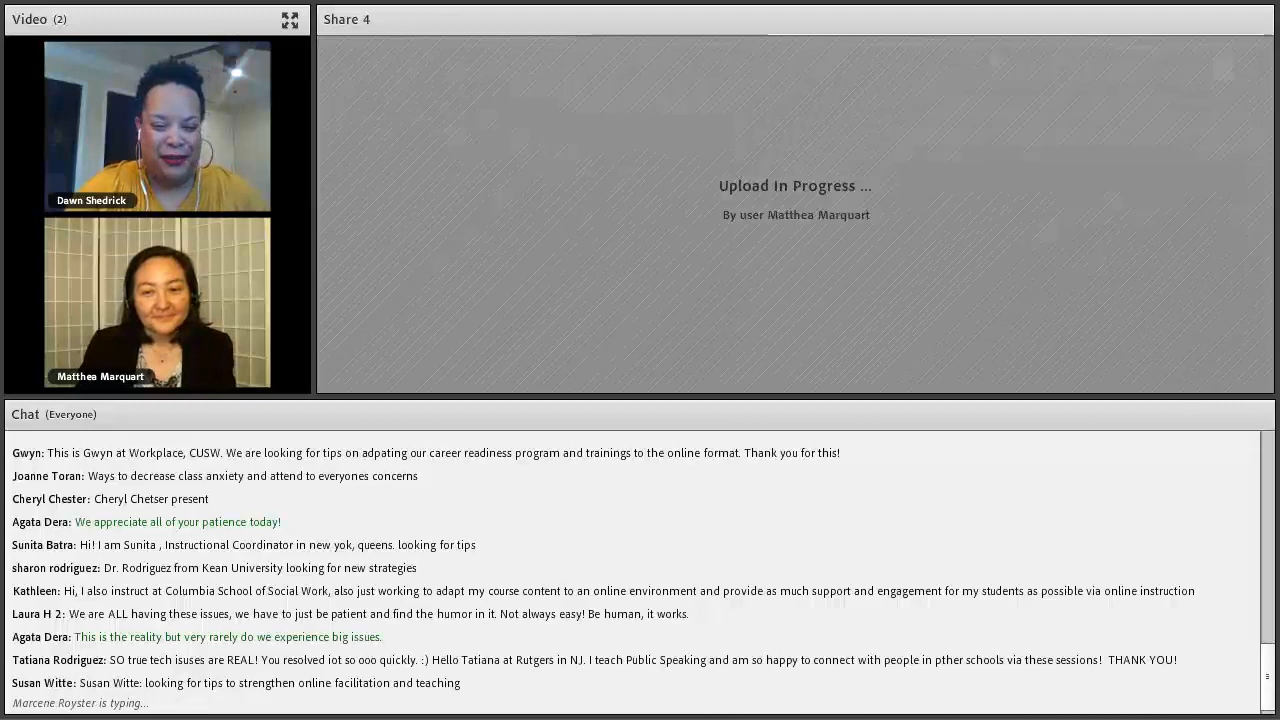 Video (2)
Share 4
Dawn Shedrick
Matthea Marquart
Upload In Progress ...
By user Matthea Marquart
Chat (Everyone)
Gwyn: This is Gwyn at Workplace, CUSW. We are looking for tips on adpating our career readiness program and trainings to the online format. Thank you for this!
Joanne Toran: Ways to decrease class anxiety and attend to everyones concerns
Cheryl Chester: Cheryl Chetser present
Agata Dera: We appreciate all of your patience today!
Sunita Batra: Hi! I am Sunita , Instructional Coordinator in new yok, queens. looking for tips
sharon rodriguez: Dr. Rodriguez from Kean University looking for new strategies
Kathleen: Hi, I also instruct at Columbia School of Social Work, also just working to adapt my course content to an online environment and provide as much support and engagement for my students as possible via online instruction
Laura H 2: We are ALL having these issues, we have to just be patient and find the humor in it. Not always easy! Be human, it works.
Agata Dera: This is the reality but very rarely do we experience big issues.
Tatiana Rodriguez: SO true tech isuses are REAL! You resolved iot so ooo quickly. :) Hello Tatiana at Rutgers in NJ. I teach Public Speaking and am so happy to connect with people in pther schools via these sessions!  THANK YOU!
Susan Witte: Susan Witte: looking for tips to strengthen online facilitation and teaching
Marcene Royster is typing...